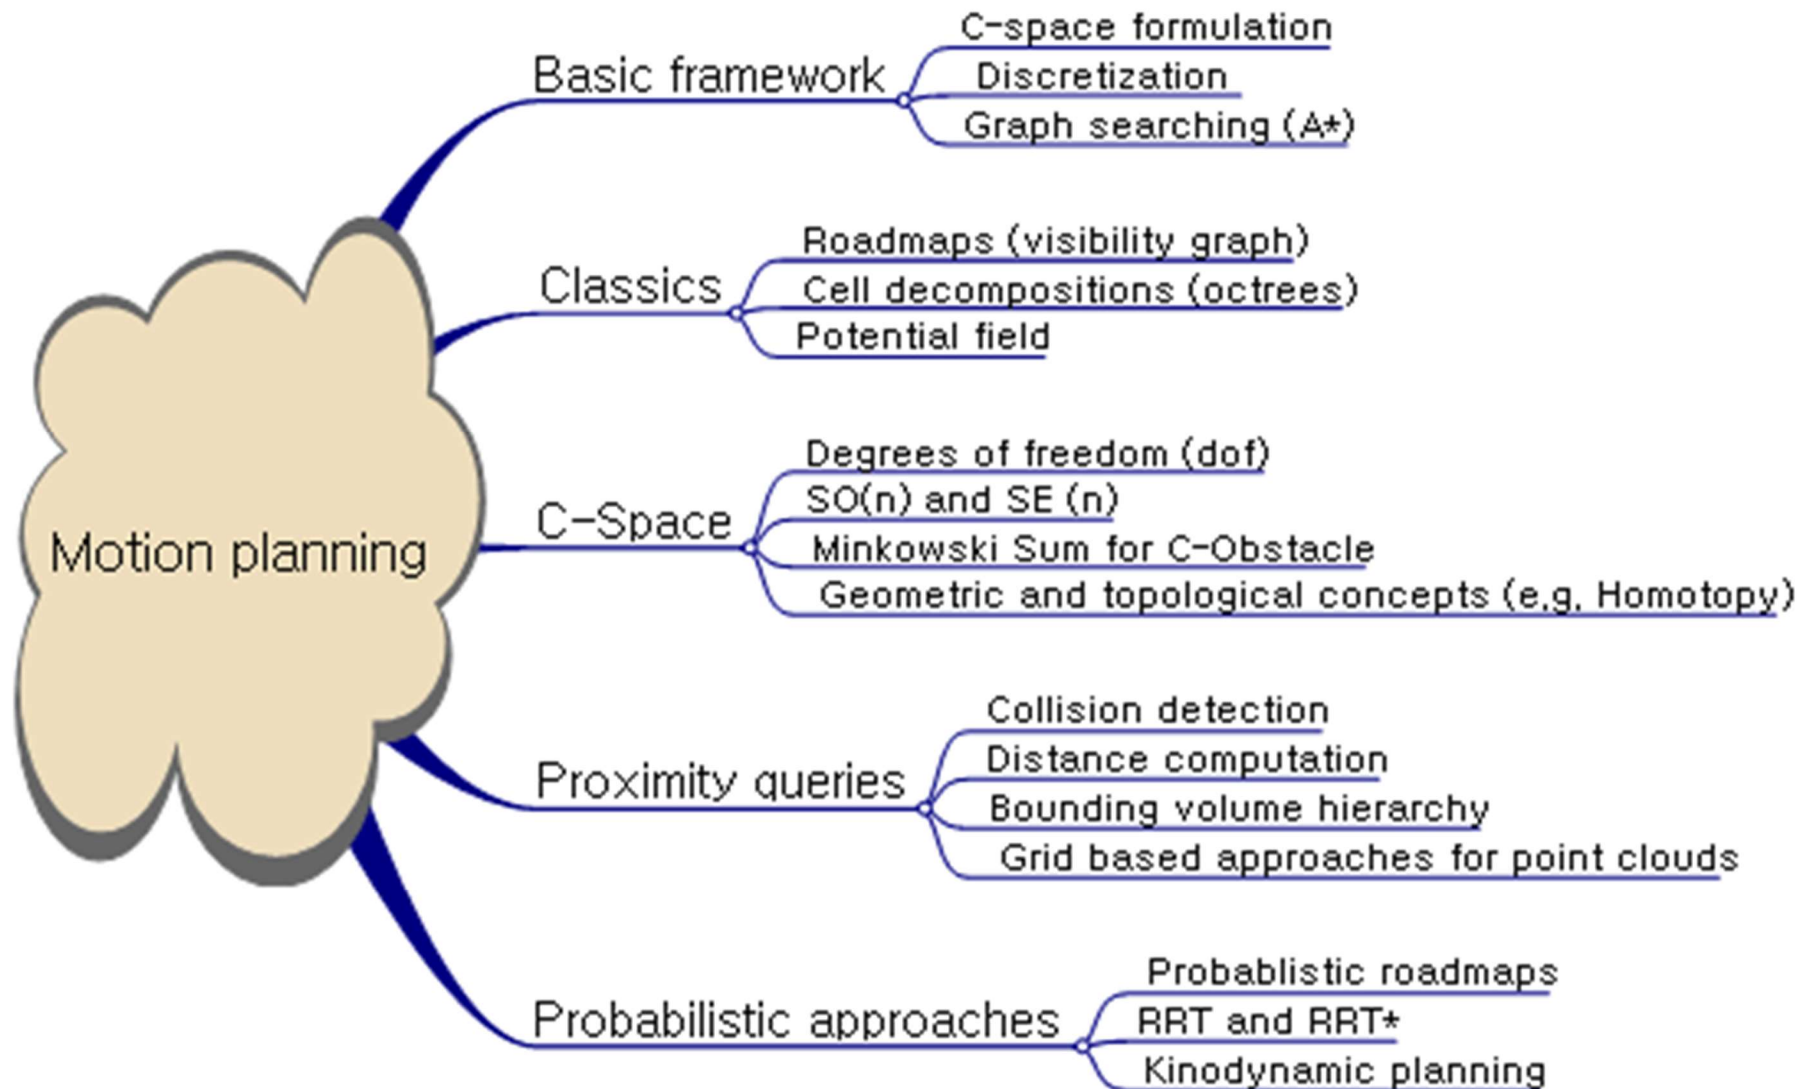 Motion planning
Basic framework
C-space formulation
Discretization
Graph searching (A*)
Classics
Roadmaps (visibility graph)
Cell decompositions (octrees)
Potential field
C-Space
Degrees of freedom (dof)
SO(n) and SE (n)
Minkowski Sum for C-Obstacle
Geometric and topological concepts (e.g. Homotopy)
Proximity queries
Collision detection
Distance computation
Bounding volume hierarchy
Grid based approaches for point clouds
Probabilistic approaches
Probablistic roadmaps
RRT and RRT*
Kinodynamic planning